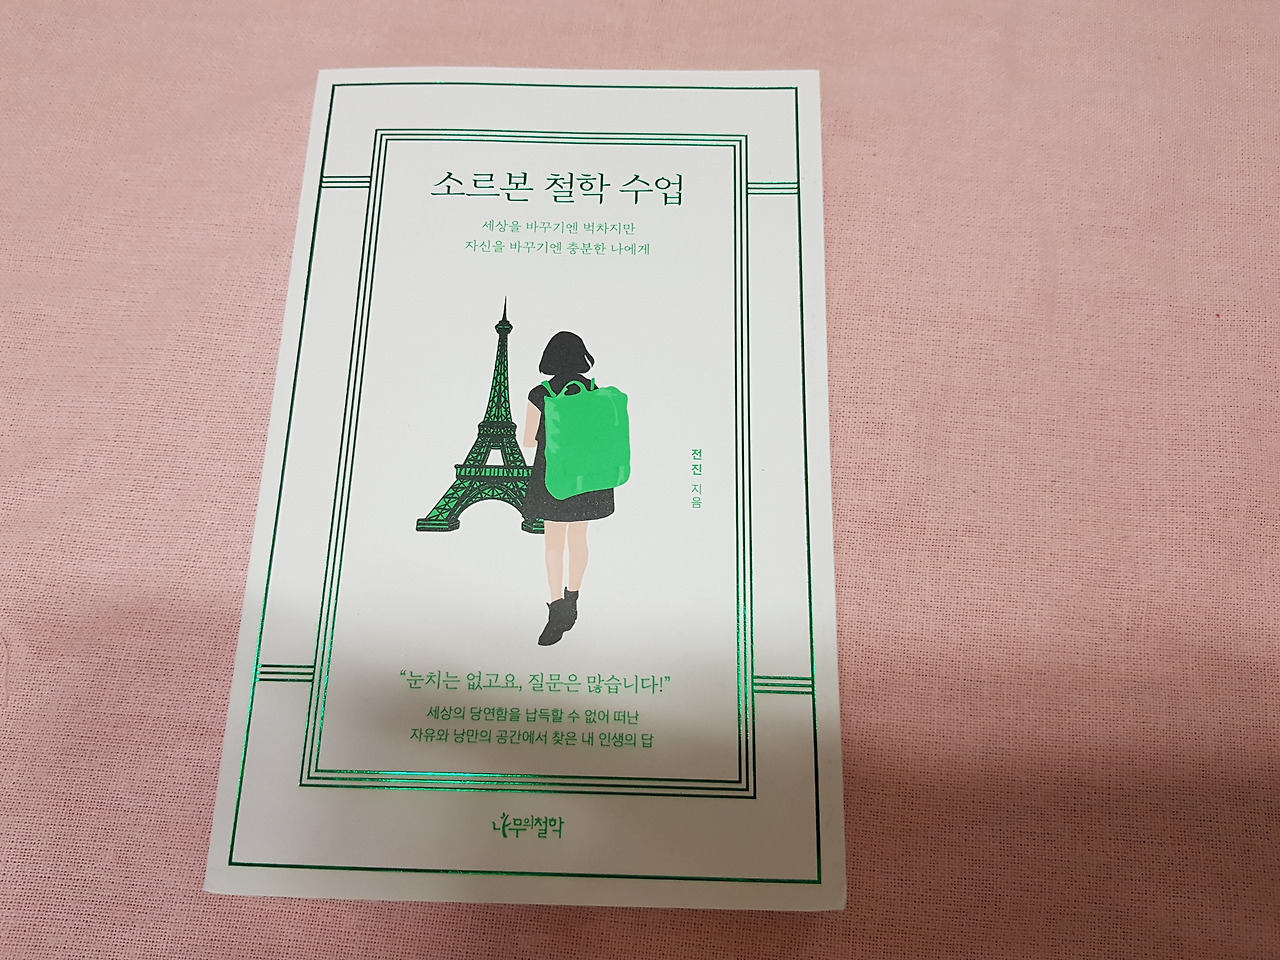 소르본 철학 수업
세상을 바꾸기엔 벅차지만
자신을 바꾸기엔 충분한 나에게
전진 지음
“눈치는 없고요, 질문은 많습니다!”
세상의 당연함을 납득할 수 없어 떠난
자유와 낭만의 공간에서 찾은 내 인생의 답
나무의철학